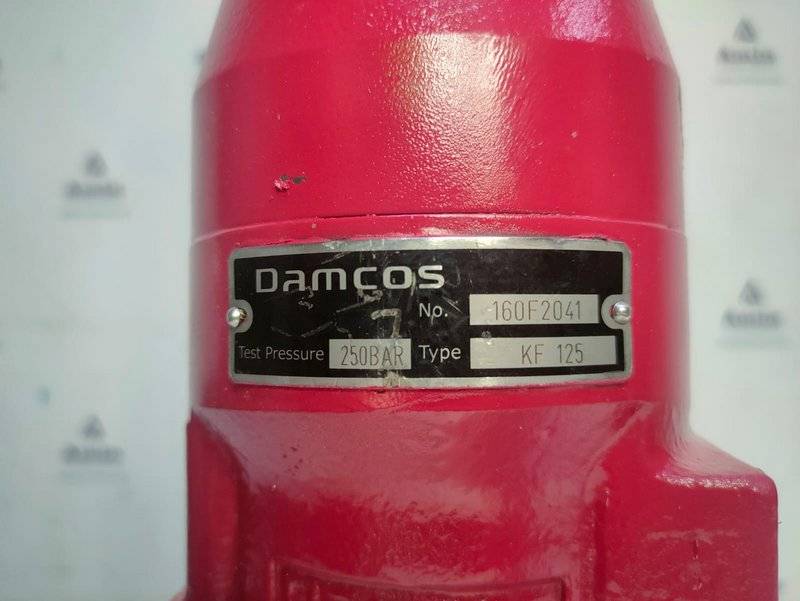 Damcos
No. 160F2041
Test Pressure 250BAR Type KF 125